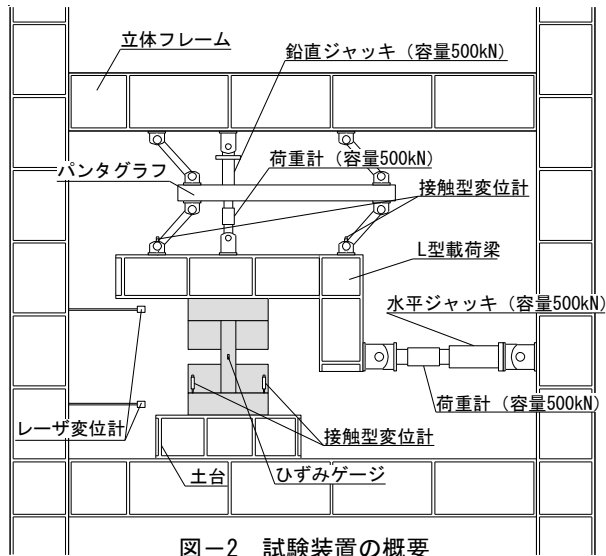 立体フレーム
鉛直ジャッキ（容量500kN）
荷重計（容量500kN）
パンタグラフ
接触型変位計
L型載荷梁
水平ジャッキ（容量500kN）
荷重計（容量500kN）
レーザ変位計
接触型変位計
土台
ひずみゲージ
図－2　試験装置の概要